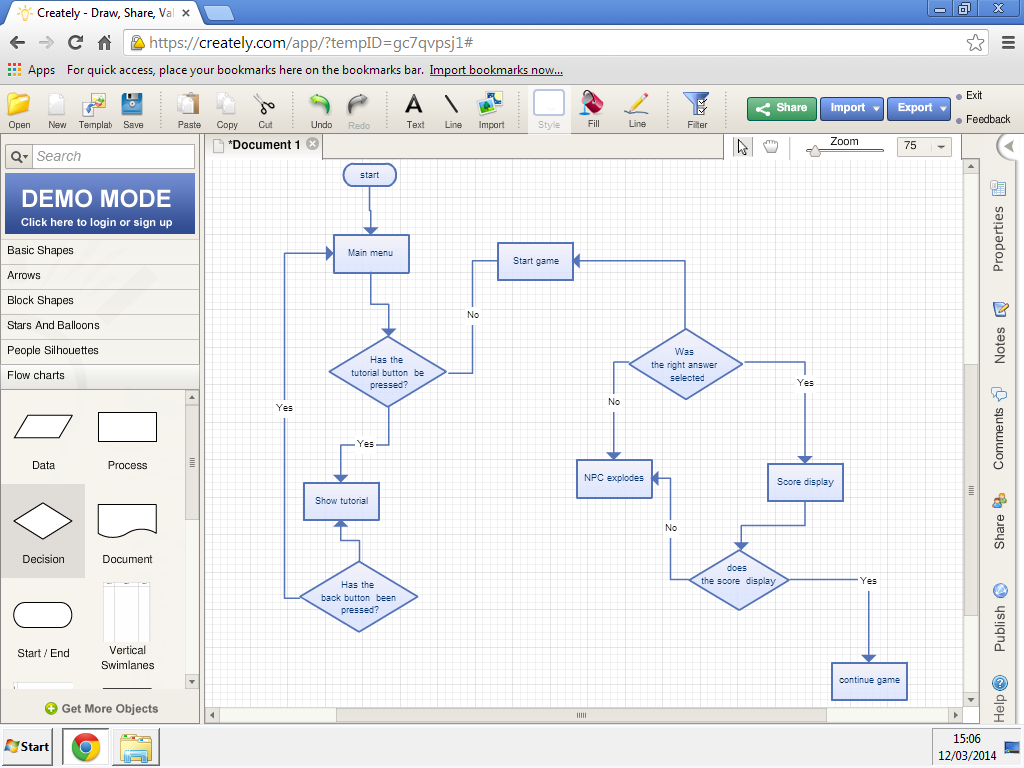 Creately - Draw, Share, Val
https://creately.com/app/?tempID=gc7qvpsj1#
Apps For quick access, place your bookmarks here on the bookmarks bar. Import bookmarks now...
Open New Templat Save Paste Copy Cut Undo Redo Text Line Import Style Fill Line Filter
Share Import Export
Exit
Feedback
Search
*Document 1
Zoom
75
DEMO MODE
Click here to login or sign up
Basic Shapes
Arrows
Block Shapes
Stars And Balloons
People Silhouettes
Flow charts
Data Process
Decision Document
Start / End
Vertical
Swimlanes
Get More Objects
start
Main menu
Start game
No
Has the
tutorial button be
pressed?
Yes
Yes
Show tutorial
Has the
back button been
pressed?
Was
the right answer
selected
No
Yes
NPC explodes
Score display
No
does
the score display
Yes
continue game
Properties
Notes
Comments
Share
Publish
Help
Start
15:06
12/03/2014